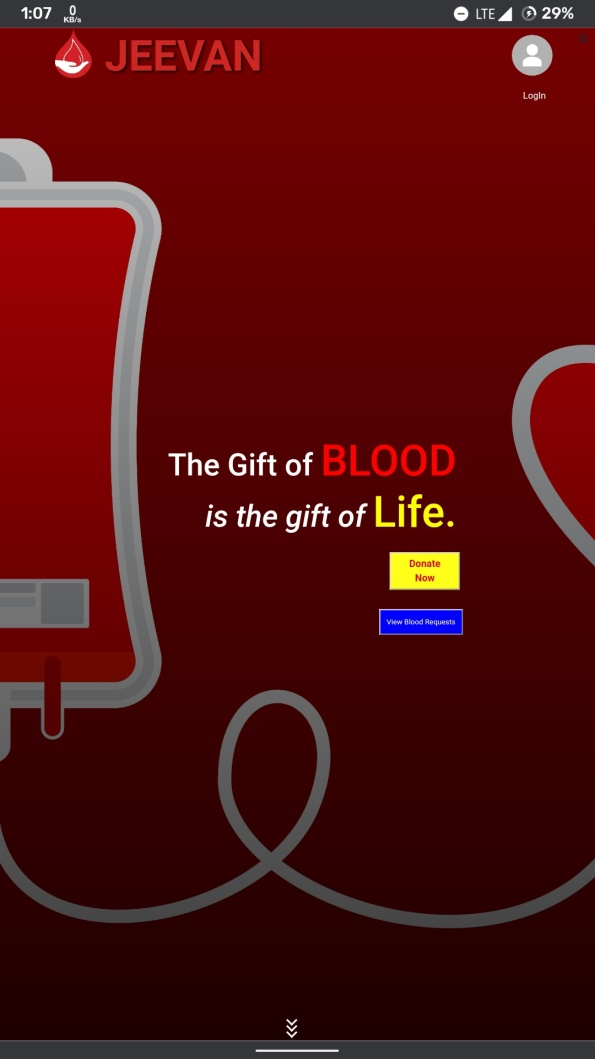 1:07 0 KB/s LTE 29%
JEEVAN
LogIn
The Gift of BLOOD
is the gift of Life.
Donate
Now
View Blood Requests